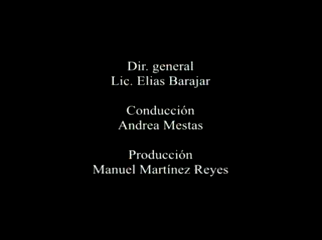 Dir. general
Lic. Elias Barajar
Conducción
Andrea Mestas
Producción
Manuel Martínez Reyes